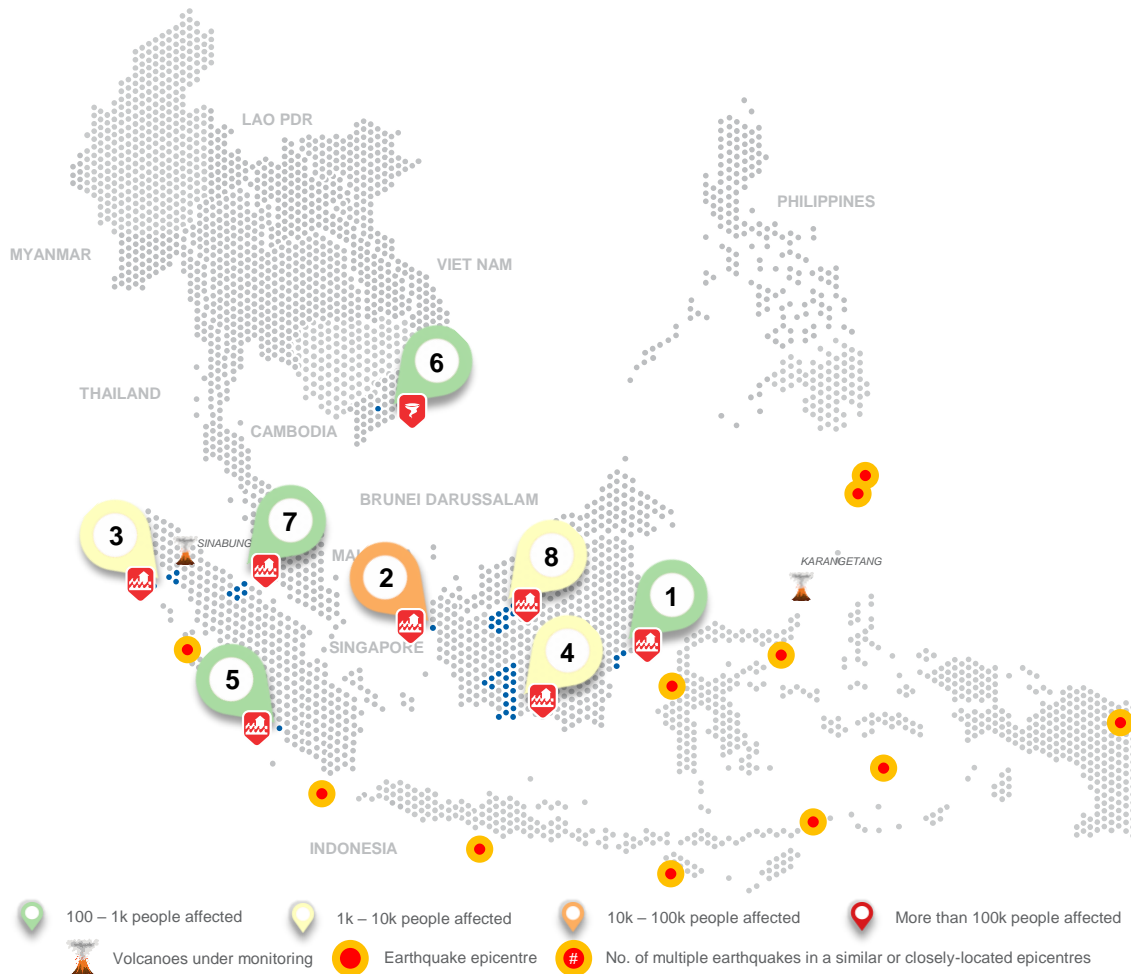 LAO PDR
PHILIPPINES
MYANMAR
VIET NAM
6
THAILAND
CAMBODIA
BRUNEI DARUSSALAM
3
SINABUNG
7
8
KARANGETANG
2
1
SINGAPORE
4
5
INDONESIA
100 – 1k people affected
1k – 10k people affected
10k – 100k people affected
More than 100k people affected
Volcanoes under monitoring
Earthquake epicentre
# No. of multiple earthquakes in a similar or closely-located epicentres